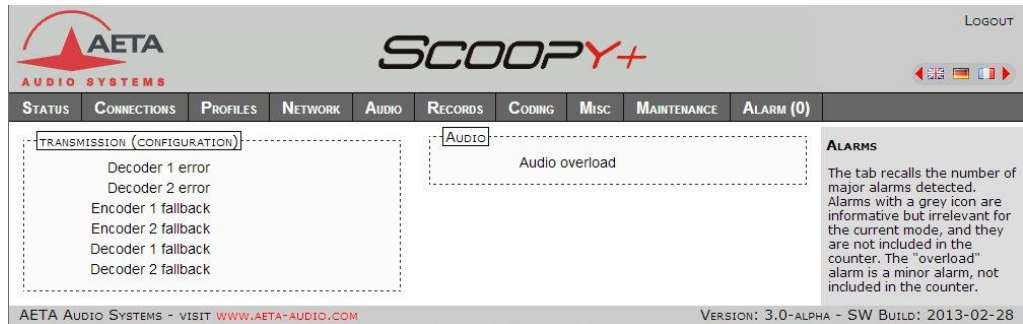 LOGOUT
AETA
AUDIO SYSTEMS
SCOOPY+
STATUS CONNECTIONS PROFILES NETWORK AUDIO RECORDS CODING MISC MAINTENANCE ALARM (0)
TRANSMISSION (CONFIGURATION)
Decoder 1 error
Decoder 2 error
Encoder 1 fallback
Encoder 2 fallback
Decoder 1 fallback
Decoder 2 fallback
AUDIO
Audio overload
ALARMS
The tab recalls the number of
major alarms detected.
Alarms with a grey icon are
informative but irrelevant for
the current mode, and they
are not included in the
counter. The "overload"
alarm is a minor alarm, not
included in the counter.
AETA AUDIO SYSTEMS - VISIT WWW.AETA-AUDIO.COM
VERSION: 3.0-ALPHA - SW BUILD: 2013-02-28